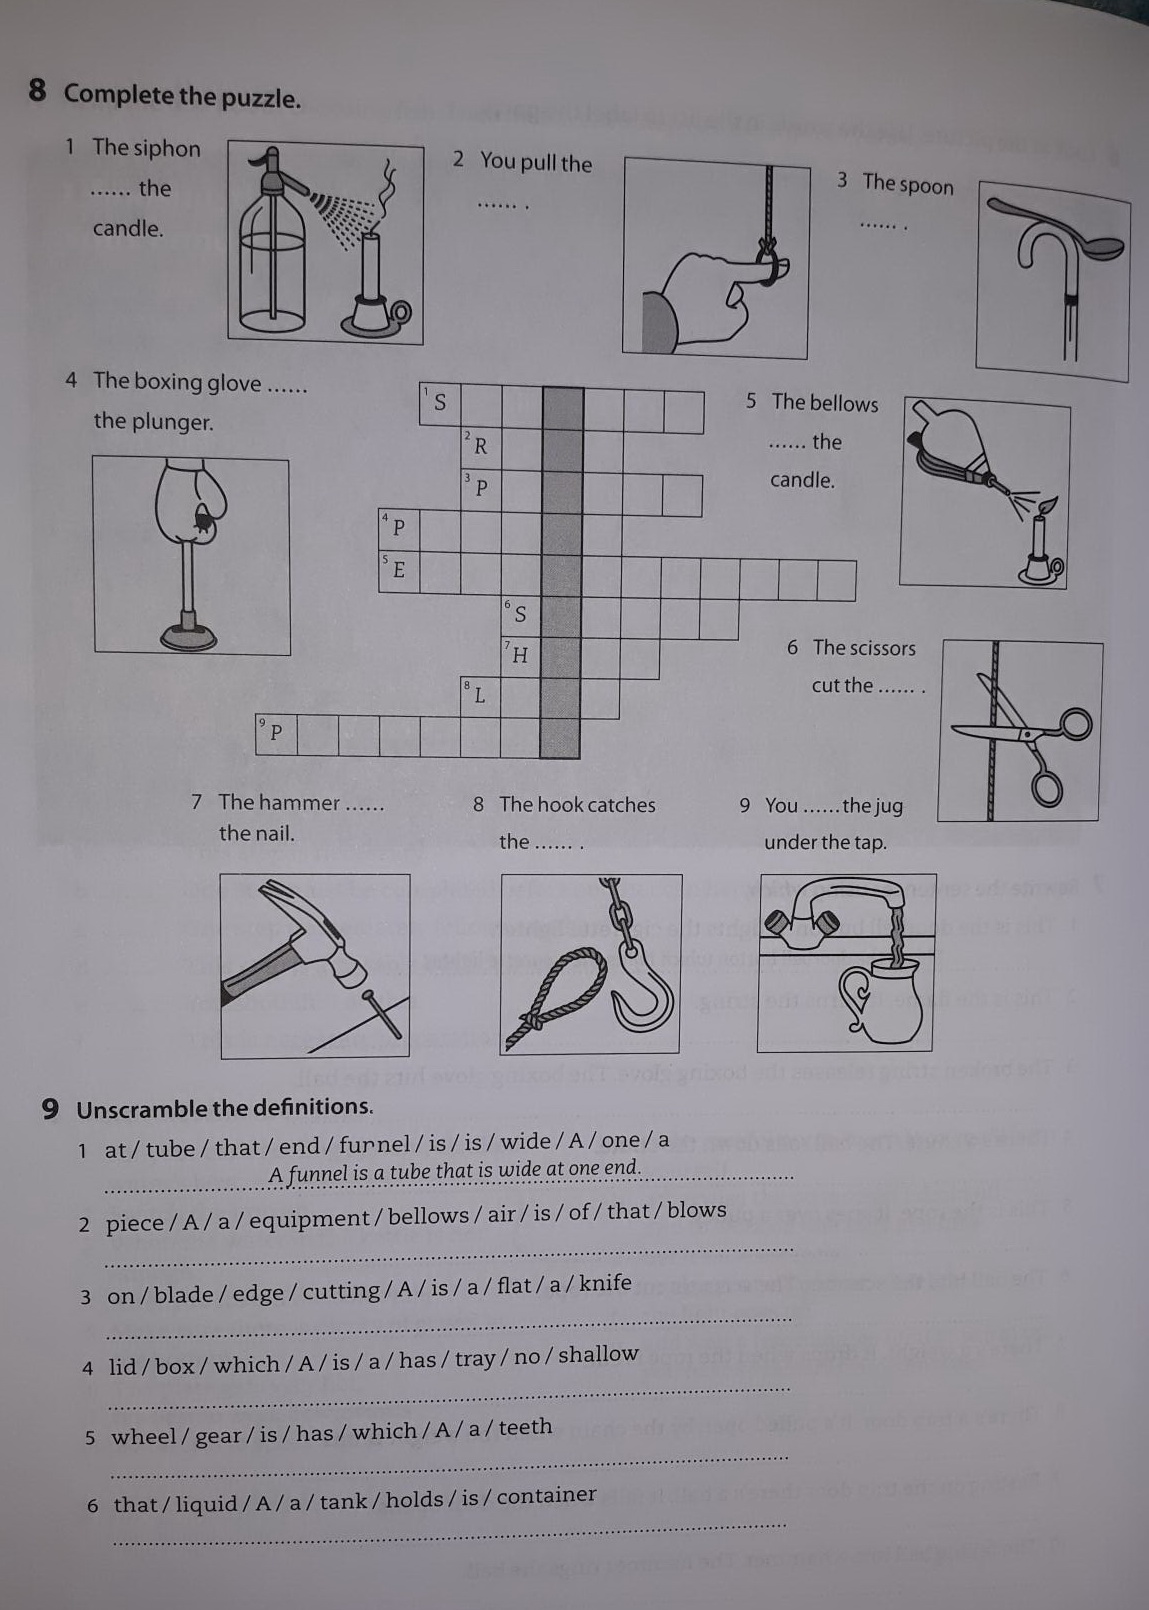 8 Complete the puzzle.
1 The siphon
...... the
candle.
2 You pull the
...... .
3 The spoon
...... .
4 The boxing glove ......
the plunger.
5 The bellows
...... the
candle.
1 S
2 R
3 P
4 P
5 E
6 S
7 H
8 L
9 P
6 The scissors
cut the ...... .
7 The hammer ......
the nail.
8 The hook catches
the ...... .
9 You ...... the jug
under the tap.
9 Unscramble the definitions.
1 at / tube / that / end / funnel / is / is / wide / A / one / a
A funnel is a tube that is wide at one end.
2 piece / A / a / equipment / bellows / air / is / of / that / blows
3 on / blade / edge / cutting / A / is / a / flat / a / knife
4 lid / box / which / A / is / a / has / tray / no / shallow
5 wheel / gear / is / has / which / A / a / teeth
6 that / liquid / A / a / tank / holds / is / container